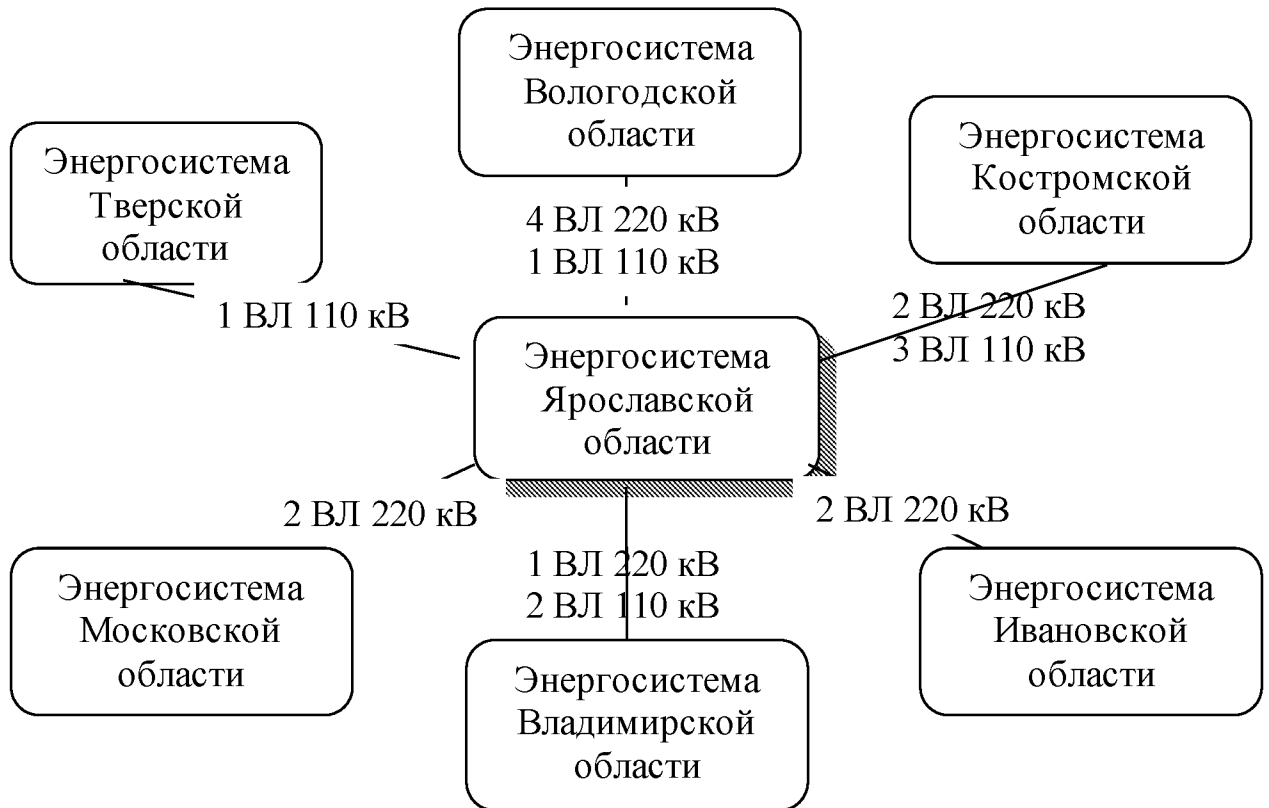 Энергосистема
Вологодской
области
Энергосистема
Тверской
области
Энергосистема
Костромской
области
4 ВЛ 220 кВ
1 ВЛ 110 кВ
1 ВЛ 110 кВ
2 ВЛ 220 кВ
3 ВЛ 110 кВ
Энергосистема
Ярославской
области
2 ВЛ 220 кВ
2 ВЛ 220 кВ
1 ВЛ 220 кВ
2 ВЛ 110 кВ
Энергосистема
Московской
области
Энергосистема
Владимирской
области
Энергосистема
Ивановской
области